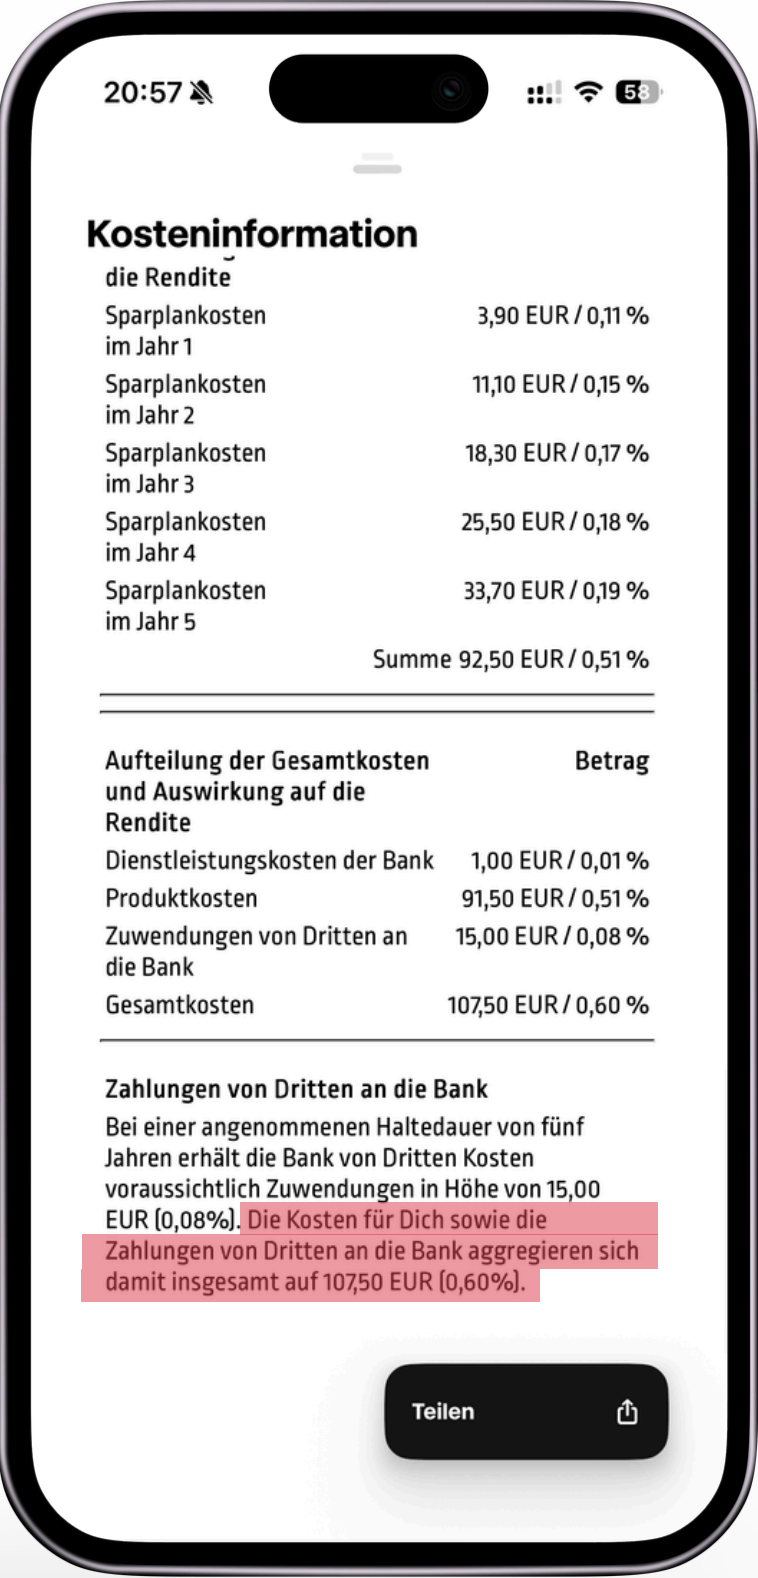 20:57
58
Kosteninformation
die Rendite
Sparplankosten 3,90 EUR / 0,11 %
im Jahr 1
Sparplankosten 11,10 EUR / 0,15 %
im Jahr 2
Sparplankosten 18,30 EUR / 0,17 %
im Jahr 3
Sparplankosten 25,50 EUR / 0,18 %
im Jahr 4
Sparplankosten 33,70 EUR / 0,19 %
im Jahr 5
Summe 92,50 EUR / 0,51 %
Aufteilung der Gesamtkosten Betrag
und Auswirkung auf die
Rendite
Dienstleistungskosten der Bank 1,00 EUR / 0,01 %
Produktkosten 91,50 EUR / 0,51 %
Zuwendungen von Dritten an 15,00 EUR / 0,08 %
die Bank
Gesamtkosten 107,50 EUR / 0,60 %
Zahlungen von Dritten an die Bank
Bei einer angenommenen Haltedauer von fünf
Jahren erhält die Bank von Dritten Kosten
voraussichtlich Zuwendungen in Höhe von 15,00
EUR (0,08%). Die Kosten für Dich sowie die
Zahlungen von Dritten an die Bank aggregieren sich
damit insgesamt auf 107,50 EUR (0,60%).
Teilen